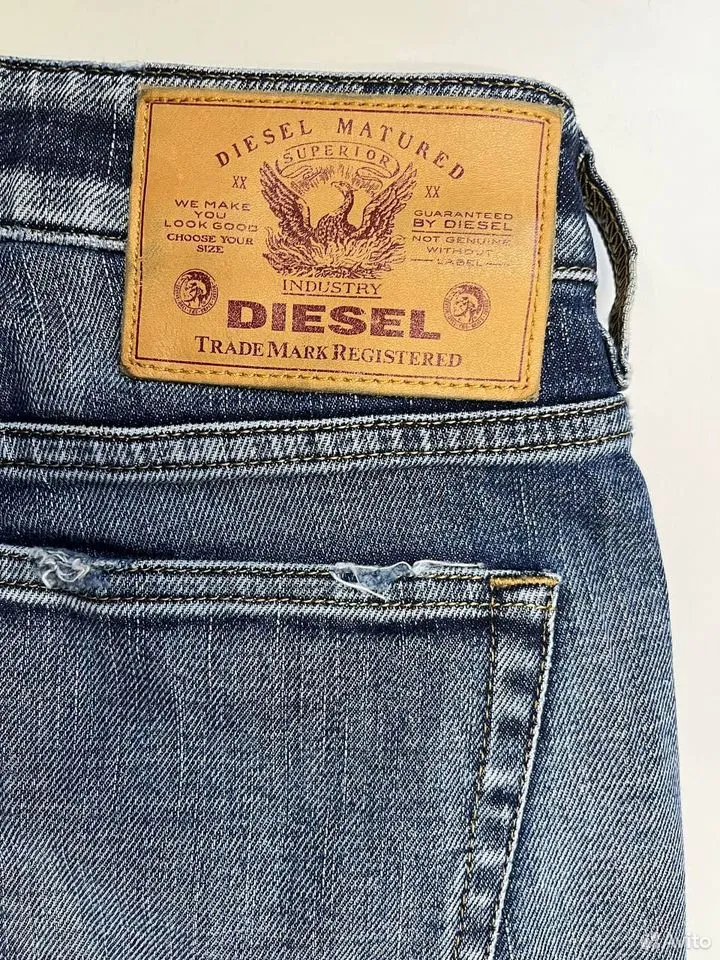 DIESEL MATURED
SUPERIOR
XX XX
WE MAKE
YOU
LOOK GOOD
CHOOSE YOUR
SIZE
GUARANTEED
BY DIESEL
NOT GENUINE
WITHOUT
LABEL
INDUSTRY
DIESEL
TRADE MARK REGISTERED
Avito